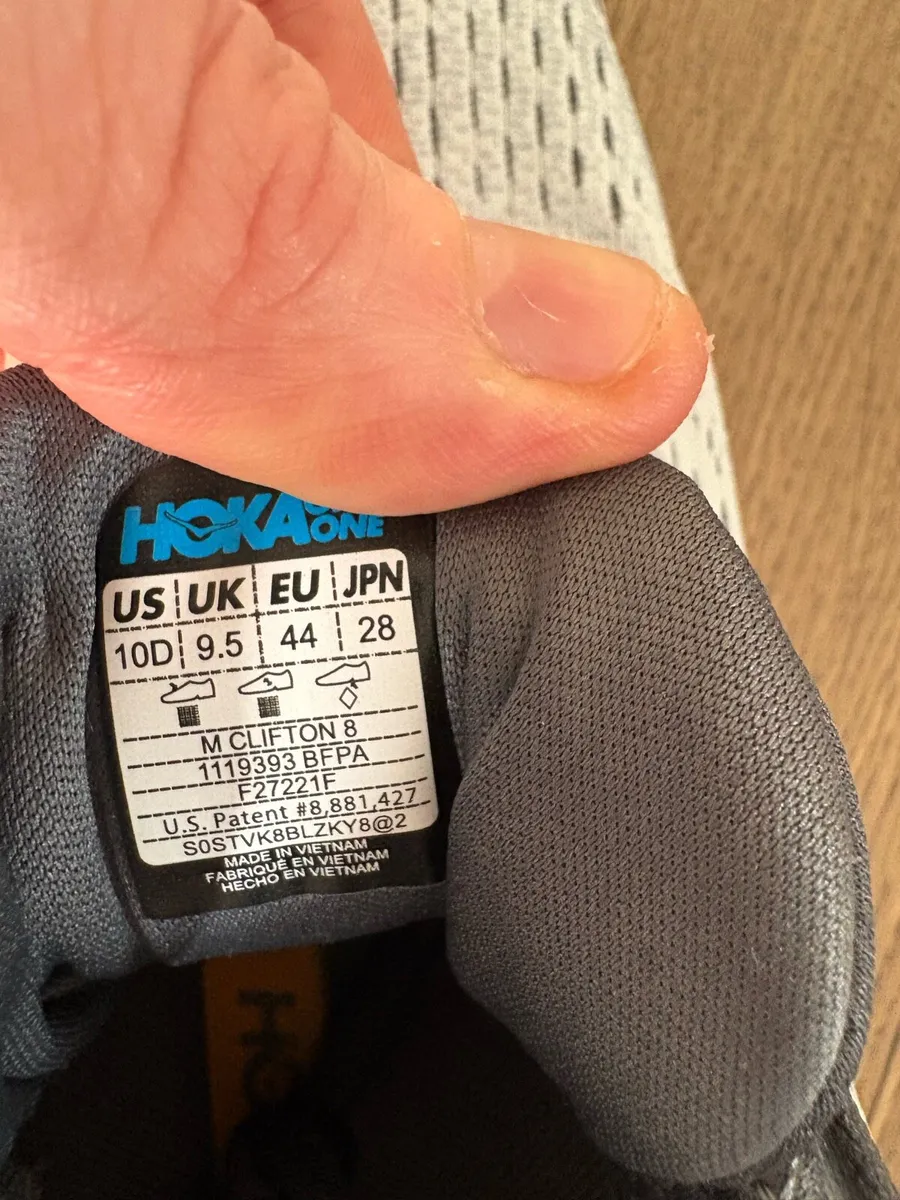 HOKA
ONE
US UK EU JPN
10D 9.5 44 28
M CLIFTON 8
1119393 BFPA
F27221F
U.S. Patent #8,881,427
S0STVK8BLZKY8@2
MADE IN VIETNAM
FABRIQUÉ EN VIETNAM
HECHO EN VIETNAM